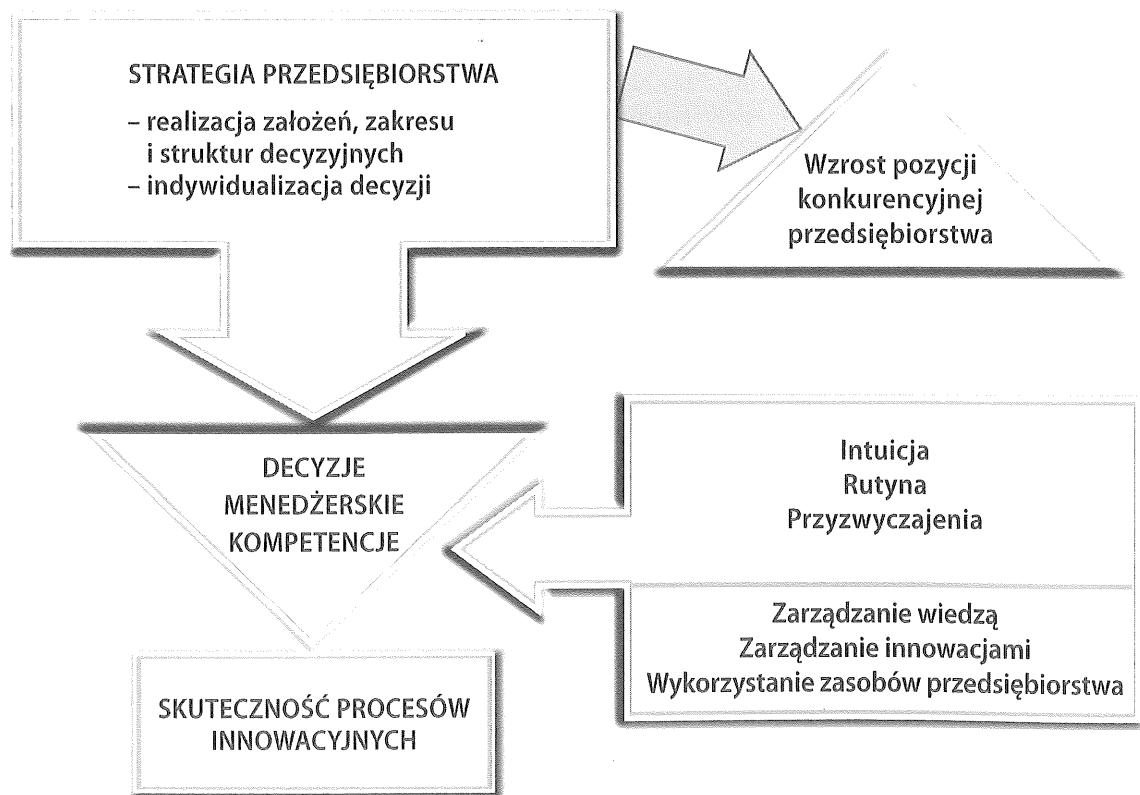 STRATEGIA PRZEDSIĘBIORSTWA
– realizacja założeń, zakresu
i struktur decyzyjnych
– indywidualizacja decyzji
Wzrost pozycji
konkurencyjnej
przedsiębiorstwa
DECYZJE
MENEDŻERSKIE
KOMPETENCJE
Intuicja
Rutyna
Przyzwyczajenia
Zarządzanie wiedzą
Zarządzanie innowacjami
Wykorzystanie zasobów przedsiębiorstwa
SKUTECZNOŚĆ PROCESÓW
INNOWACYJNYCH